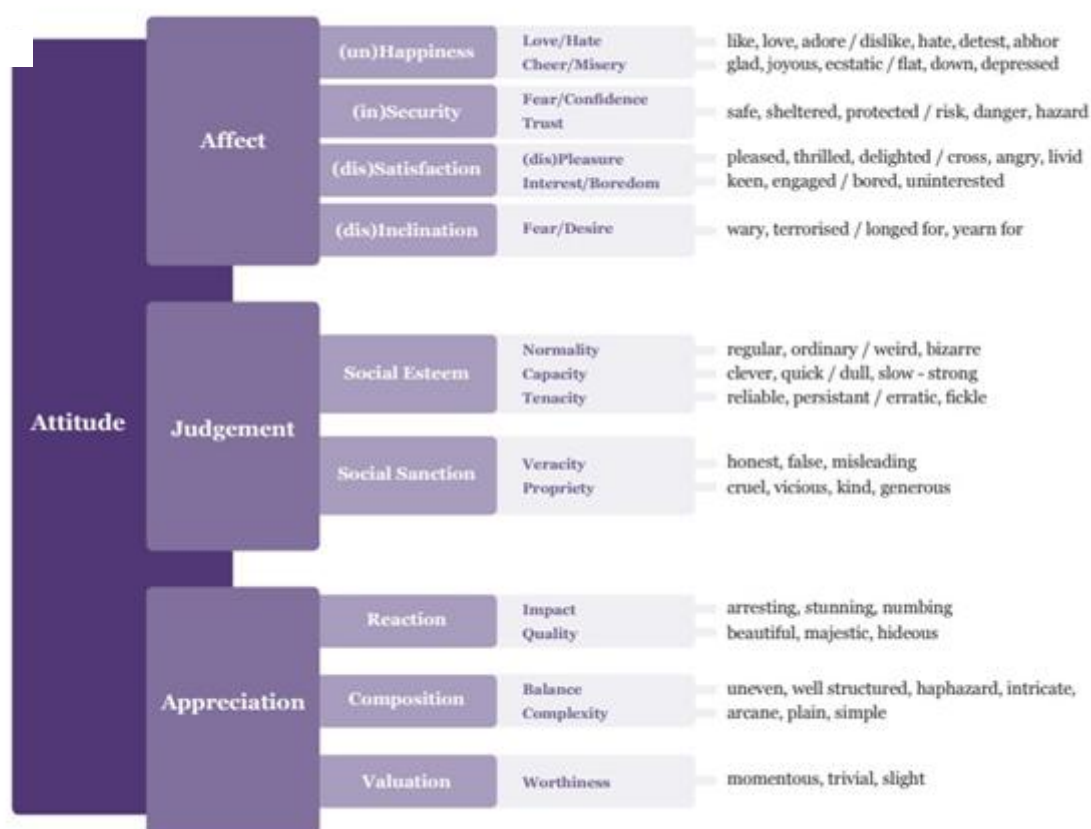 Attitude
Affect
(un)Happiness
Love/Hate
like, love, adore / dislike, hate, detest, abhor
Cheer/Misery
glad, joyous, ecstatic / flat, down, depressed
(in)Security
Fear/Confidence
safe, sheltered, protected / risk, danger, hazard
Trust
(dis)Satisfaction
(dis)Pleasure
pleased, thrilled, delighted / cross, angry, livid
Interest/Boredom
keen, engaged / bored, uninterested
(dis)Inclination
Fear/Desire
wary, terrorised / longed for, yearn for
Judgement
Social Esteem
Normality
regular, ordinary / weird, bizarre
Capacity
clever, quick / dull, slow - strong
Tenacity
reliable, persistant / erratic, fickle
Social Sanction
Veracity
honest, false, misleading
Propriety
cruel, vicious, kind, generous
Appreciation
Reaction
Impact
arresting, stunning, numbing
Quality
beautiful, majestic, hideous
Composition
Balance
uneven, well structured, haphazard, intricate,
Complexity
arcane, plain, simple
Valuation
Worthiness
momentous, trivial, slight